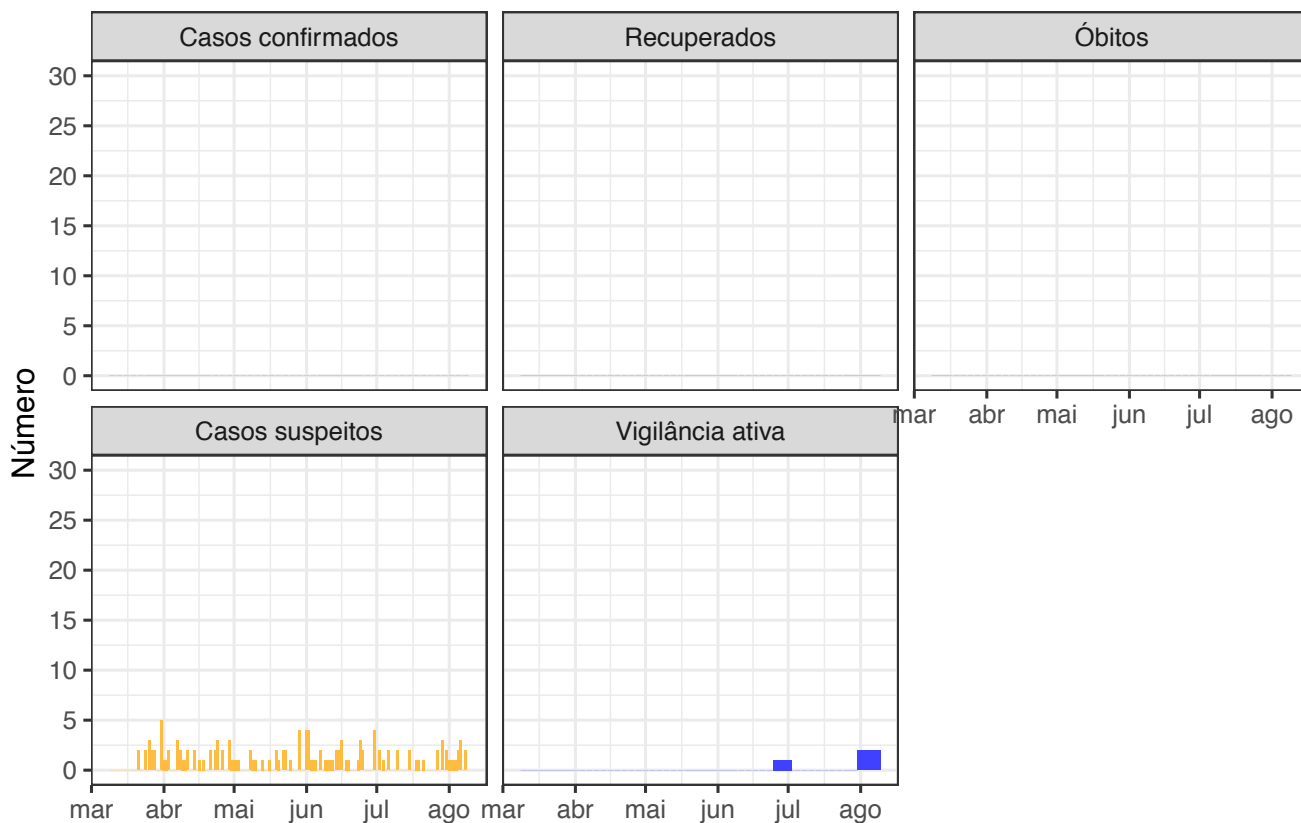 Casos confirmados Recuperados Óbitos
30
25
20
15
10
5
0
mar abr mai jun jul ago
Número
Casos suspeitos Vigilância ativa
30
25
20
15
10
5
0
mar abr mai jun jul ago mar abr mai jun jul ago